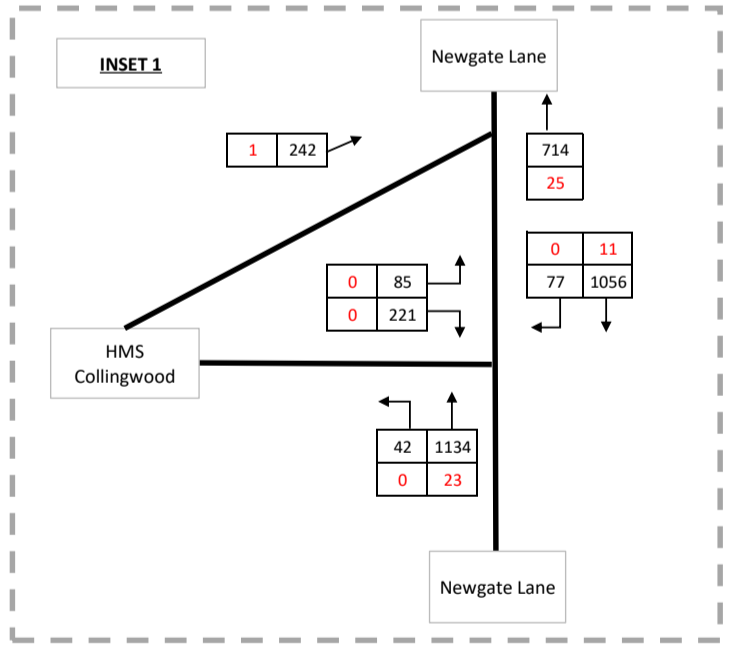 Newgate Lane
INSET 1
1 242
714
25
0 11
77 1056
0 85
0 221
HMS
Collingwood
42 1134
0 23
Newgate Lane